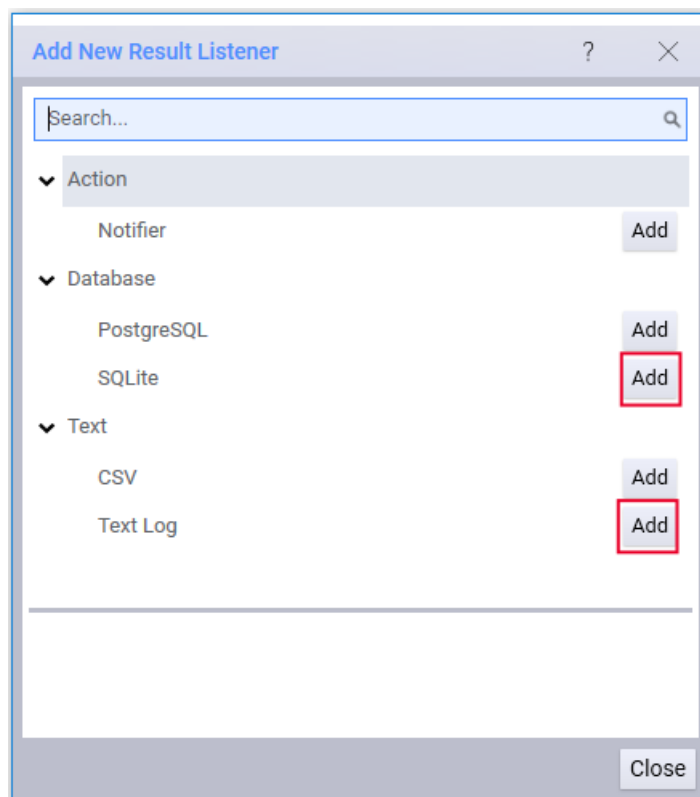 Add New Result Listener ?
Search...
Action
Notifier Add
Database
PostgreSQL Add
SQLite Add
Text
CSV Add
Text Log Add
Close